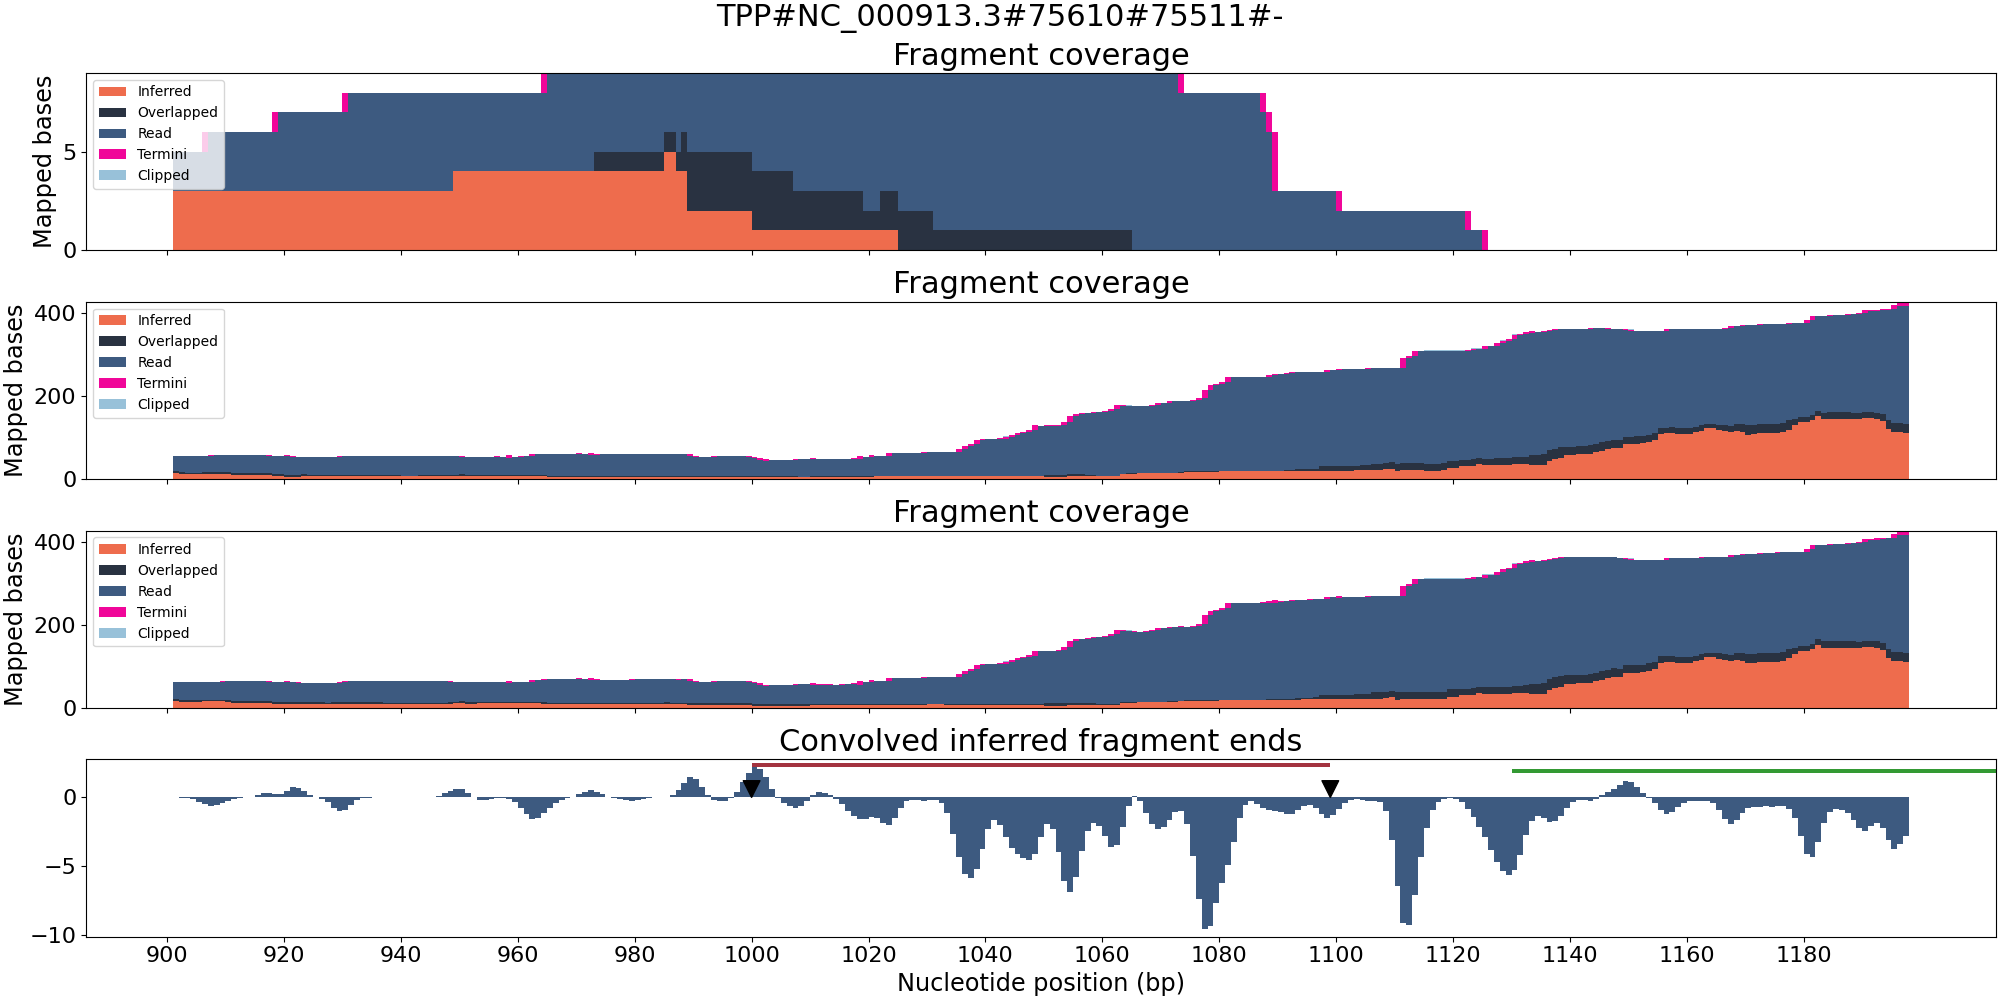 TPP#NC_000913.3#75610#75511#-
Fragment coverage
Mapped bases
5
0
Inferred
Overlapped
Read
Termini
Clipped
Fragment coverage
Mapped bases
400
200
0
Inferred
Overlapped
Read
Termini
Clipped
Fragment coverage
Mapped bases
400
200
0
Inferred
Overlapped
Read
Termini
Clipped
Convolved inferred fragment ends
0
−5
−10
900 920 940 960 980 1000 1020 1040 1060 1080 1100 1120 1140 1160 1180
Nucleotide position (bp)